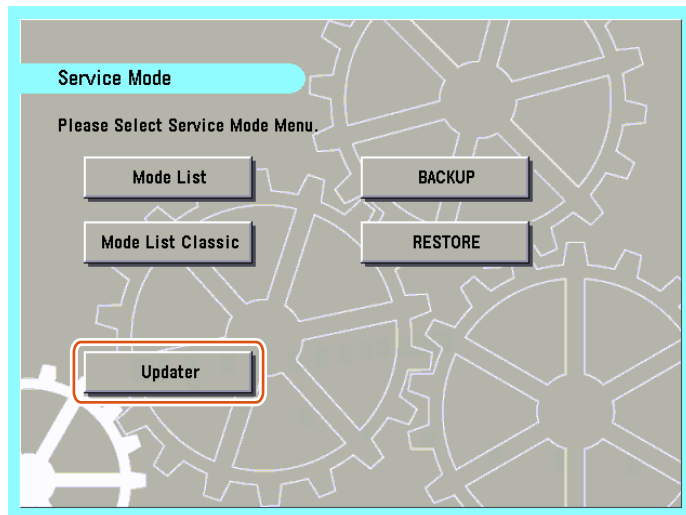 Service Mode
Please Select Service Mode Menu.
Mode List
BACKUP
Mode List Classic
RESTORE
Updater